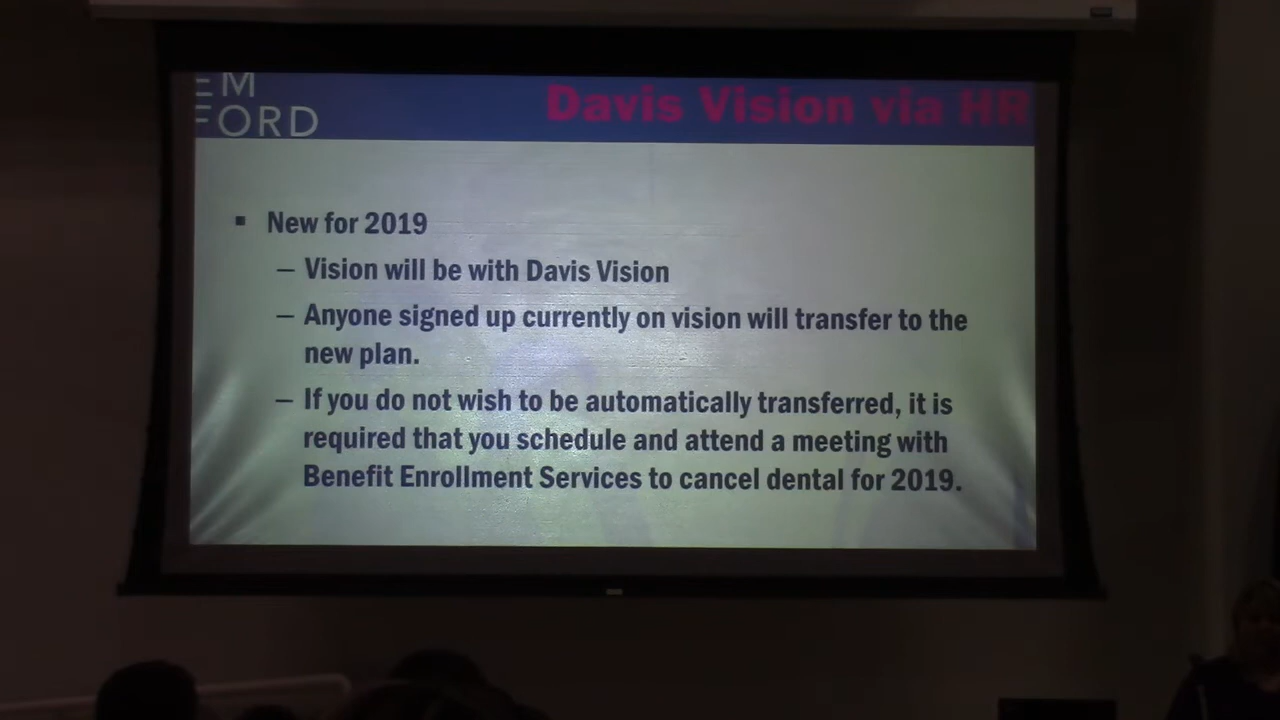 EM
FORD
Davis Vision via HR
▪ New for 2019
– Vision will be with Davis Vision
– Anyone signed up currently on vision will transfer to the
new plan.
– If you do not wish to be automatically transferred, it is
required that you schedule and attend a meeting with
Benefit Enrollment Services to cancel dental for 2019.